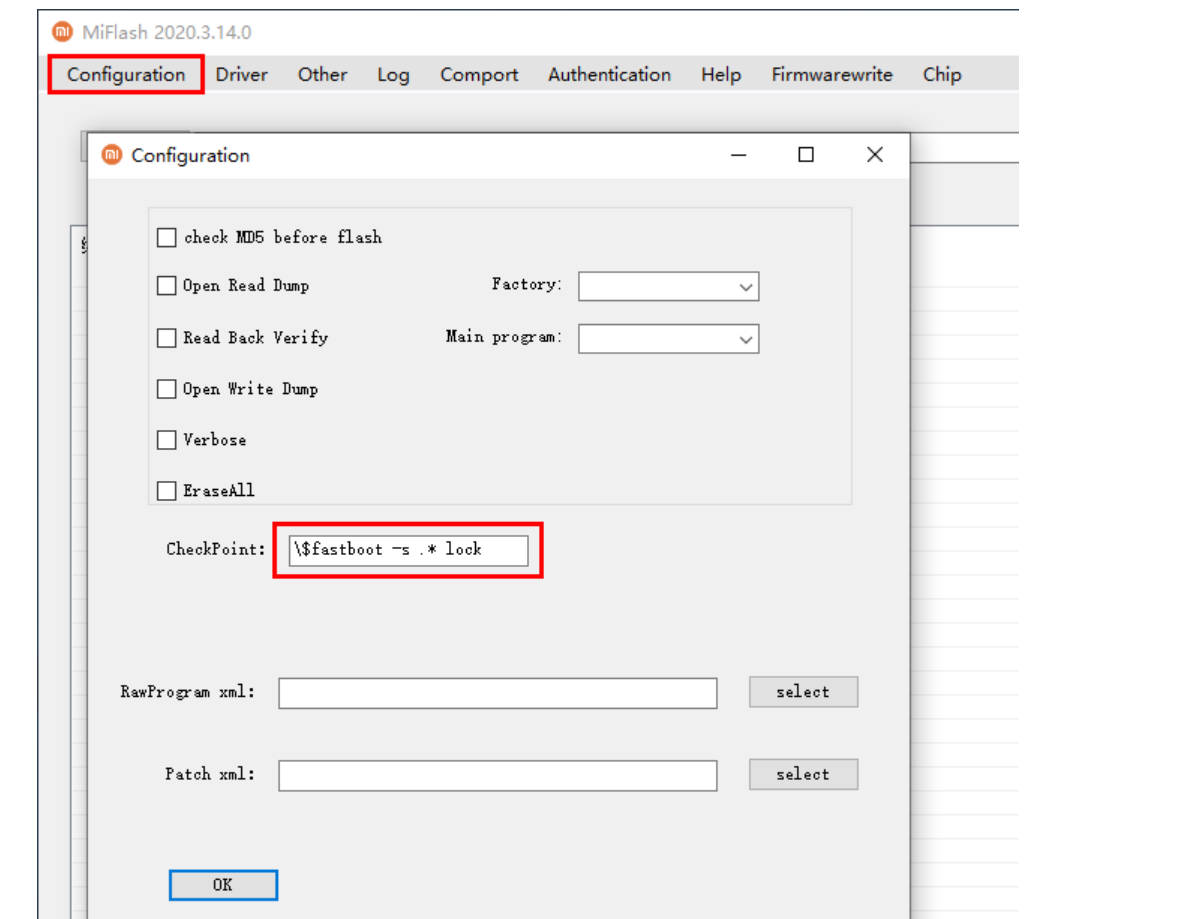 MiFlash 2020.3.14.0
Configuration Driver Other Log Comport Authentication Help Firmwarewrite Chip
Configuration
check MD5 before flash
Open Read Dump Factory:
Read Back Verify Main program:
Open Write Dump
Verbose
EraseAll
CheckPoint: \$fastboot -s .* lock
RawProgram xml: select
Patch xml: select
OK